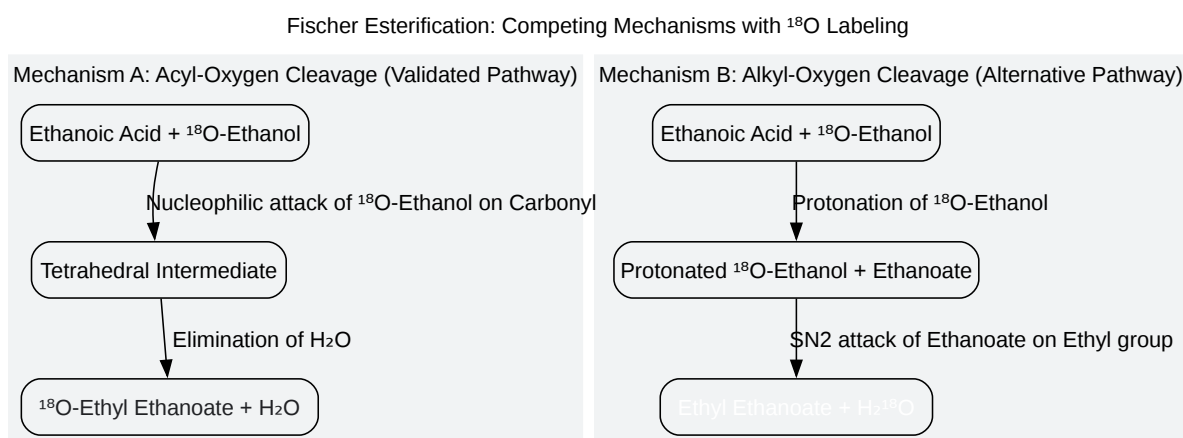 Fischer Esterification: Competing Mechanisms with ¹⁸O Labeling
Mechanism A: Acyl-Oxygen Cleavage (Validated Pathway)
Ethanoic Acid + ¹⁸O-Ethanol
Nucleophilic attack of ¹⁸O-Ethanol on Carbonyl
Tetrahedral Intermediate
Elimination of H₂O
¹⁸O-Ethyl Ethanoate + H₂O
Mechanism B: Alkyl-Oxygen Cleavage (Alternative Pathway)
Ethanoic Acid + ¹⁸O-Ethanol
Protonation of ¹⁸O-Ethanol
Protonated ¹⁸O-Ethanol + Ethanoate
SN2 attack of Ethanoate on Ethyl group
Ethyl Ethanoate + H₂¹⁸O